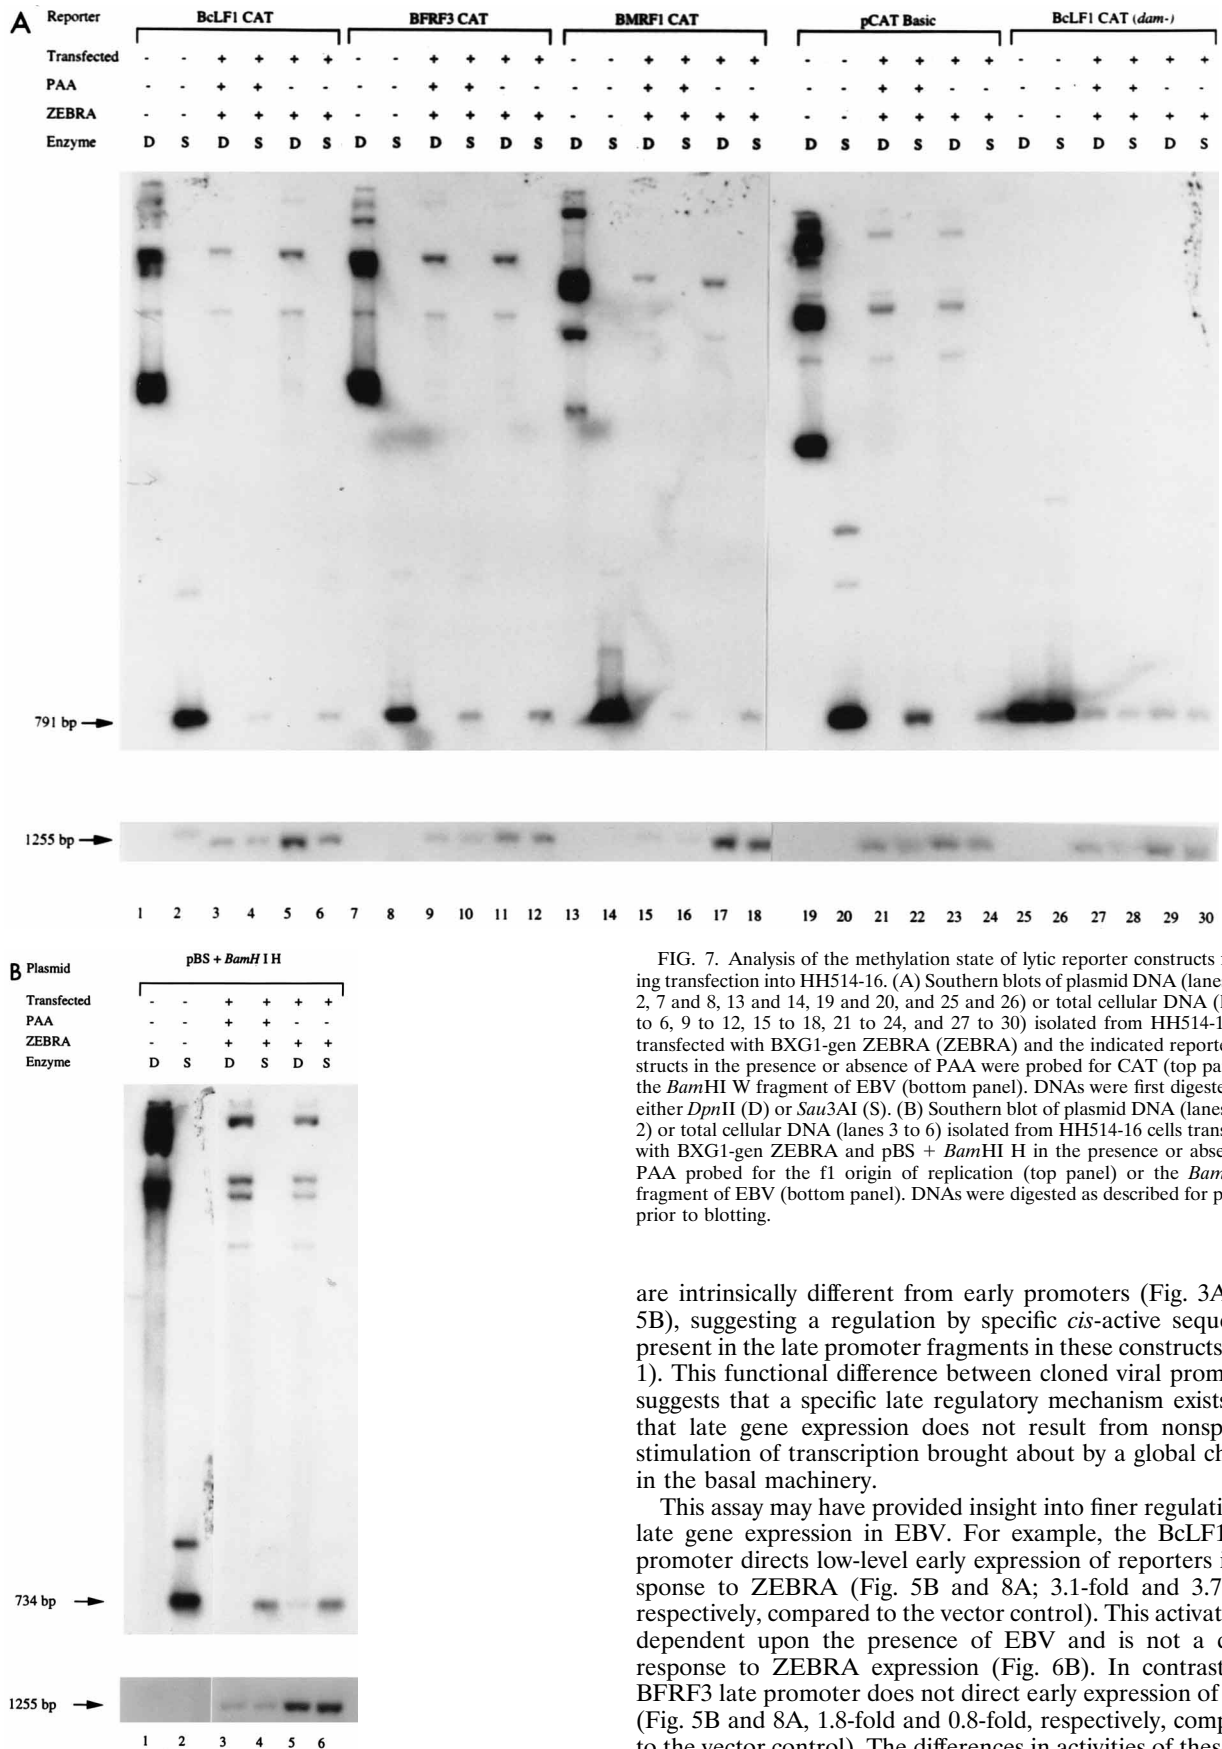 A
Reporter BcLF1 CAT BFRF3 CAT BMRF1 CAT pCAT Basic BcLF1 CAT (dam-)
Transfected - - + + + + - - + + + + - - + + + + - - + + + + - - + + + +
PAA - - + + - - - - + + - - - - + + - - - - + + - - - - + + - -
ZEBRA - - + + + + - - + + + + - - + + + + - - + + + + - - + + + +
Enzyme D S D S D S D S D S D S D S D S D S D S D S D S D S D S D S
791 bp
1255 bp
1 2 3 4 5 6 7 8 9 10 11 12 13 14 15 16 17 18 19 20 21 22 23 24 25 26 27 28 29 30
B
Plasmid pBS + BamH I H
Transfected - - + + + +
PAA - - + + - -
ZEBRA - - + + + +
Enzyme D S D S D S
734 bp
1255 bp
1 2 3 4 5 6
FIG. 7. Analysis of the methylation state of lytic reporter constructs
ing transfection into HH514-16. (A) Southern blots of plasmid DNA (lane
2, 7 and 8, 13 and 14, 19 and 20, and 25 and 26) or total cellular DNA (
to 6, 9 to 12, 15 to 18, 21 to 24, and 27 to 30) isolated from HH514-1
transfected with BXG1-gen ZEBRA (ZEBRA) and the indicated reporte
structs in the presence or absence of PAA were probed for CAT (top pa
the BamHI W fragment of EBV (bottom panel). DNAs were first digeste
either DpnII (D) or Sau3AI (S). (B) Southern blot of plasmid DNA (lanes
2) or total cellular DNA (lanes 3 to 6) isolated from HH514-16 cells trans
with BXG1-gen ZEBRA and pBS + BamHI H in the presence or abse
PAA probed for the f1 origin of replication (top panel) or the Bam
fragment of EBV (bottom panel). DNAs were digested as described for p
prior to blotting.
are intrinsically different from early promoters (Fig. 3A
5B), suggesting a regulation by specific cis-active seque
present in the late promoter fragments in these constructs
1). This functional difference between cloned viral prom
suggests that a specific late regulatory mechanism exists
that late gene expression does not result from nonsp
stimulation of transcription brought about by a global ch
in the basal machinery.
This assay may have provided insight into finer regulati
late gene expression in EBV. For example, the BcLF1
promoter directs low-level early expression of reporters i
sponse to ZEBRA (Fig. 5B and 8A; 3.1-fold and 3.7
respectively, compared to the vector control). This activat
dependent upon the presence of EBV and is not a d
response to ZEBRA expression (Fig. 6B). In contrast
BFRF3 late promoter does not direct early expression of
(Fig. 5B and 8A, 1.8-fold and 0.8-fold, respectively, comp
to the vector control). The differences in activities of these